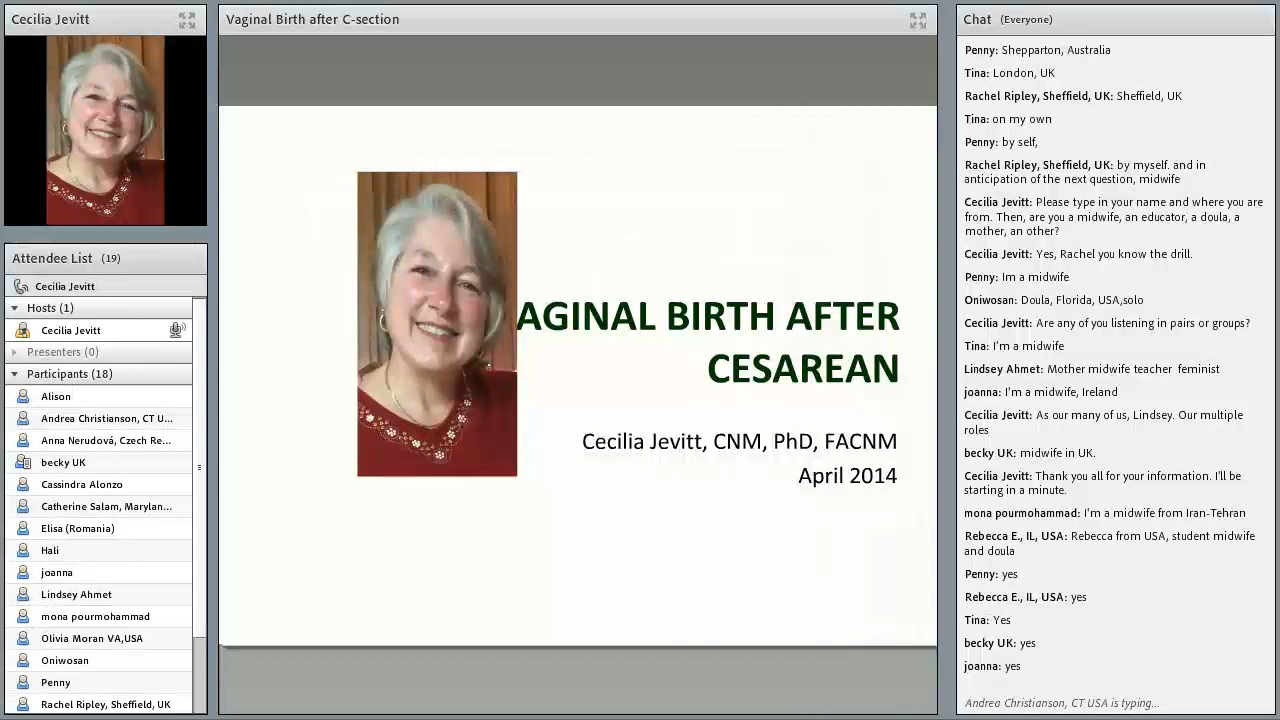 Cecilia Jevitt
Attendee List (19)
Cecilia Jevitt
Hosts (1)
Cecilia Jevitt
Presenters (0)
Participants (18)
Alison
Andrea Christianson, CT U...
Anna Nerudová, Czech Re...
becky UK
Cassindra Alonzo
Catherine Salam, Marylan...
Elisa (Romania)
Hali
joanna
Lindsey Ahmet
mona pourmohammad
Olivia Moran VA,USA
Oniwosan
Penny
Rachel Ripley, Sheffield, UK
Vaginal Birth after C-section
AGINAL BIRTH AFTER
CESAREAN
Cecilia Jevitt, CNM, PhD, FACNM
April 2014
Chat (Everyone)
Penny: Shepparton, Australia
Tina: London, UK
Rachel Ripley, Sheffield, UK: Sheffield, UK
Tina: on my own
Penny: by self,
Rachel Ripley, Sheffield, UK: by myself. and in
anticipation of the next question, midwife
Cecilia Jevitt: Please type in your name and where you are
from. Then, are you a midwife, an educator, a doula, a
mother, an other?
Cecilia Jevitt: Yes, Rachel you know the drill.
Penny: Im a midwife
Oniwosan: Doula, Florida, USA,solo
Cecilia Jevitt: Are any of you listening in pairs or groups?
Tina: I'm a midwife
Lindsey Ahmet: Mother midwife teacher feminist
joanna: I'm a midwife, Ireland
Cecilia Jevitt: As our many of us, Lindsey. Our multiple
roles
becky UK: midwife in UK.
Cecilia Jevitt: Thank you all for your information. I'll be
starting in a minute.
mona pourmohammad: I'm a midwife from Iran-Tehran
Rebecca E., IL, USA: Rebecca from USA, student midwife
and doula
Penny: yes
Rebecca E., IL, USA: yes
Tina: Yes
becky UK: yes
joanna: yes
Andrea Christianson, CT USA is typing...